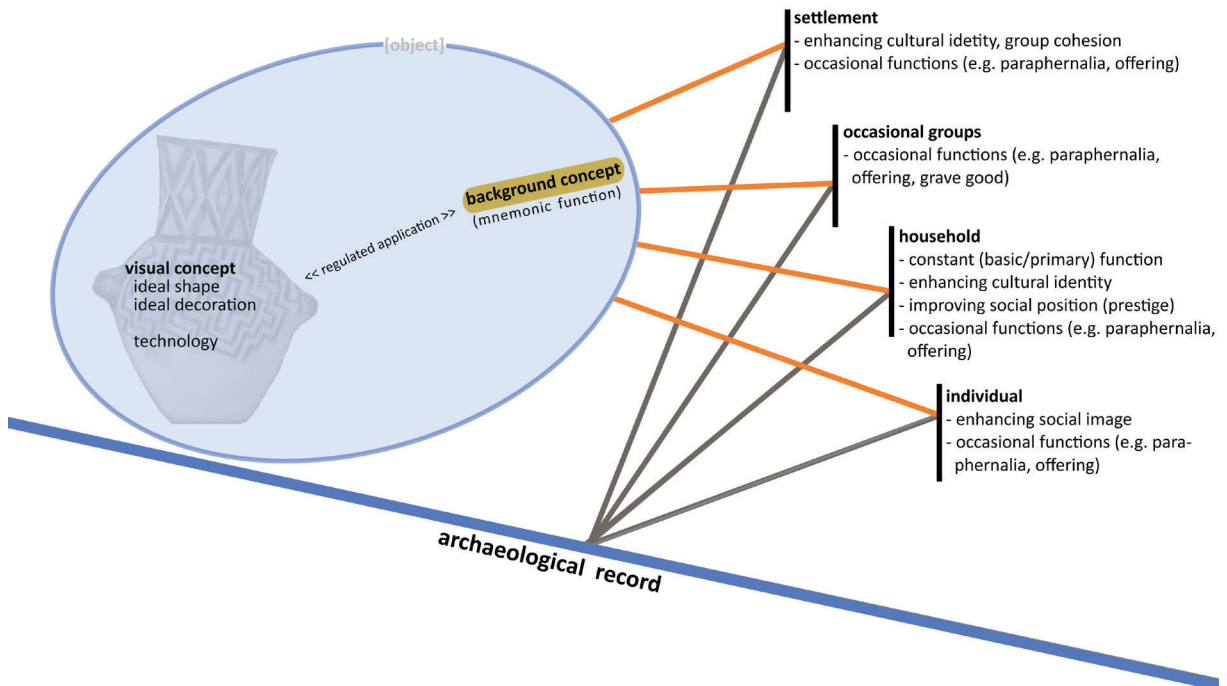 [object]
visual concept
ideal shape
ideal decoration
technology
<< regulated application >>
background concept
(mnemonic function)
settlement
- enhancing cultural idetity, group cohesion
- occasional functions (e.g. paraphernalia, offering)
occasional groups
- occasional functions (e.g. paraphernalia,
offering, grave good)
household
- constant (basic/primary) function
- enhancing cultural identity
- improving social position (prestige)
- occasional functions (e.g. paraphernalia,
offering)
individual
- enhancing social image
- occasional functions (e.g. para-
phernalia, offering)
archaeological record